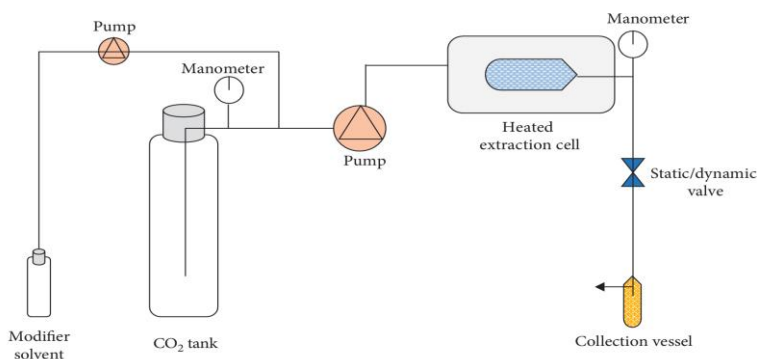 Pump
Manometer
Manometer
Pump
Heated
extraction cell
Static/dynamic
valve
Modifier
solvent
CO₂ tank
Collection vessel